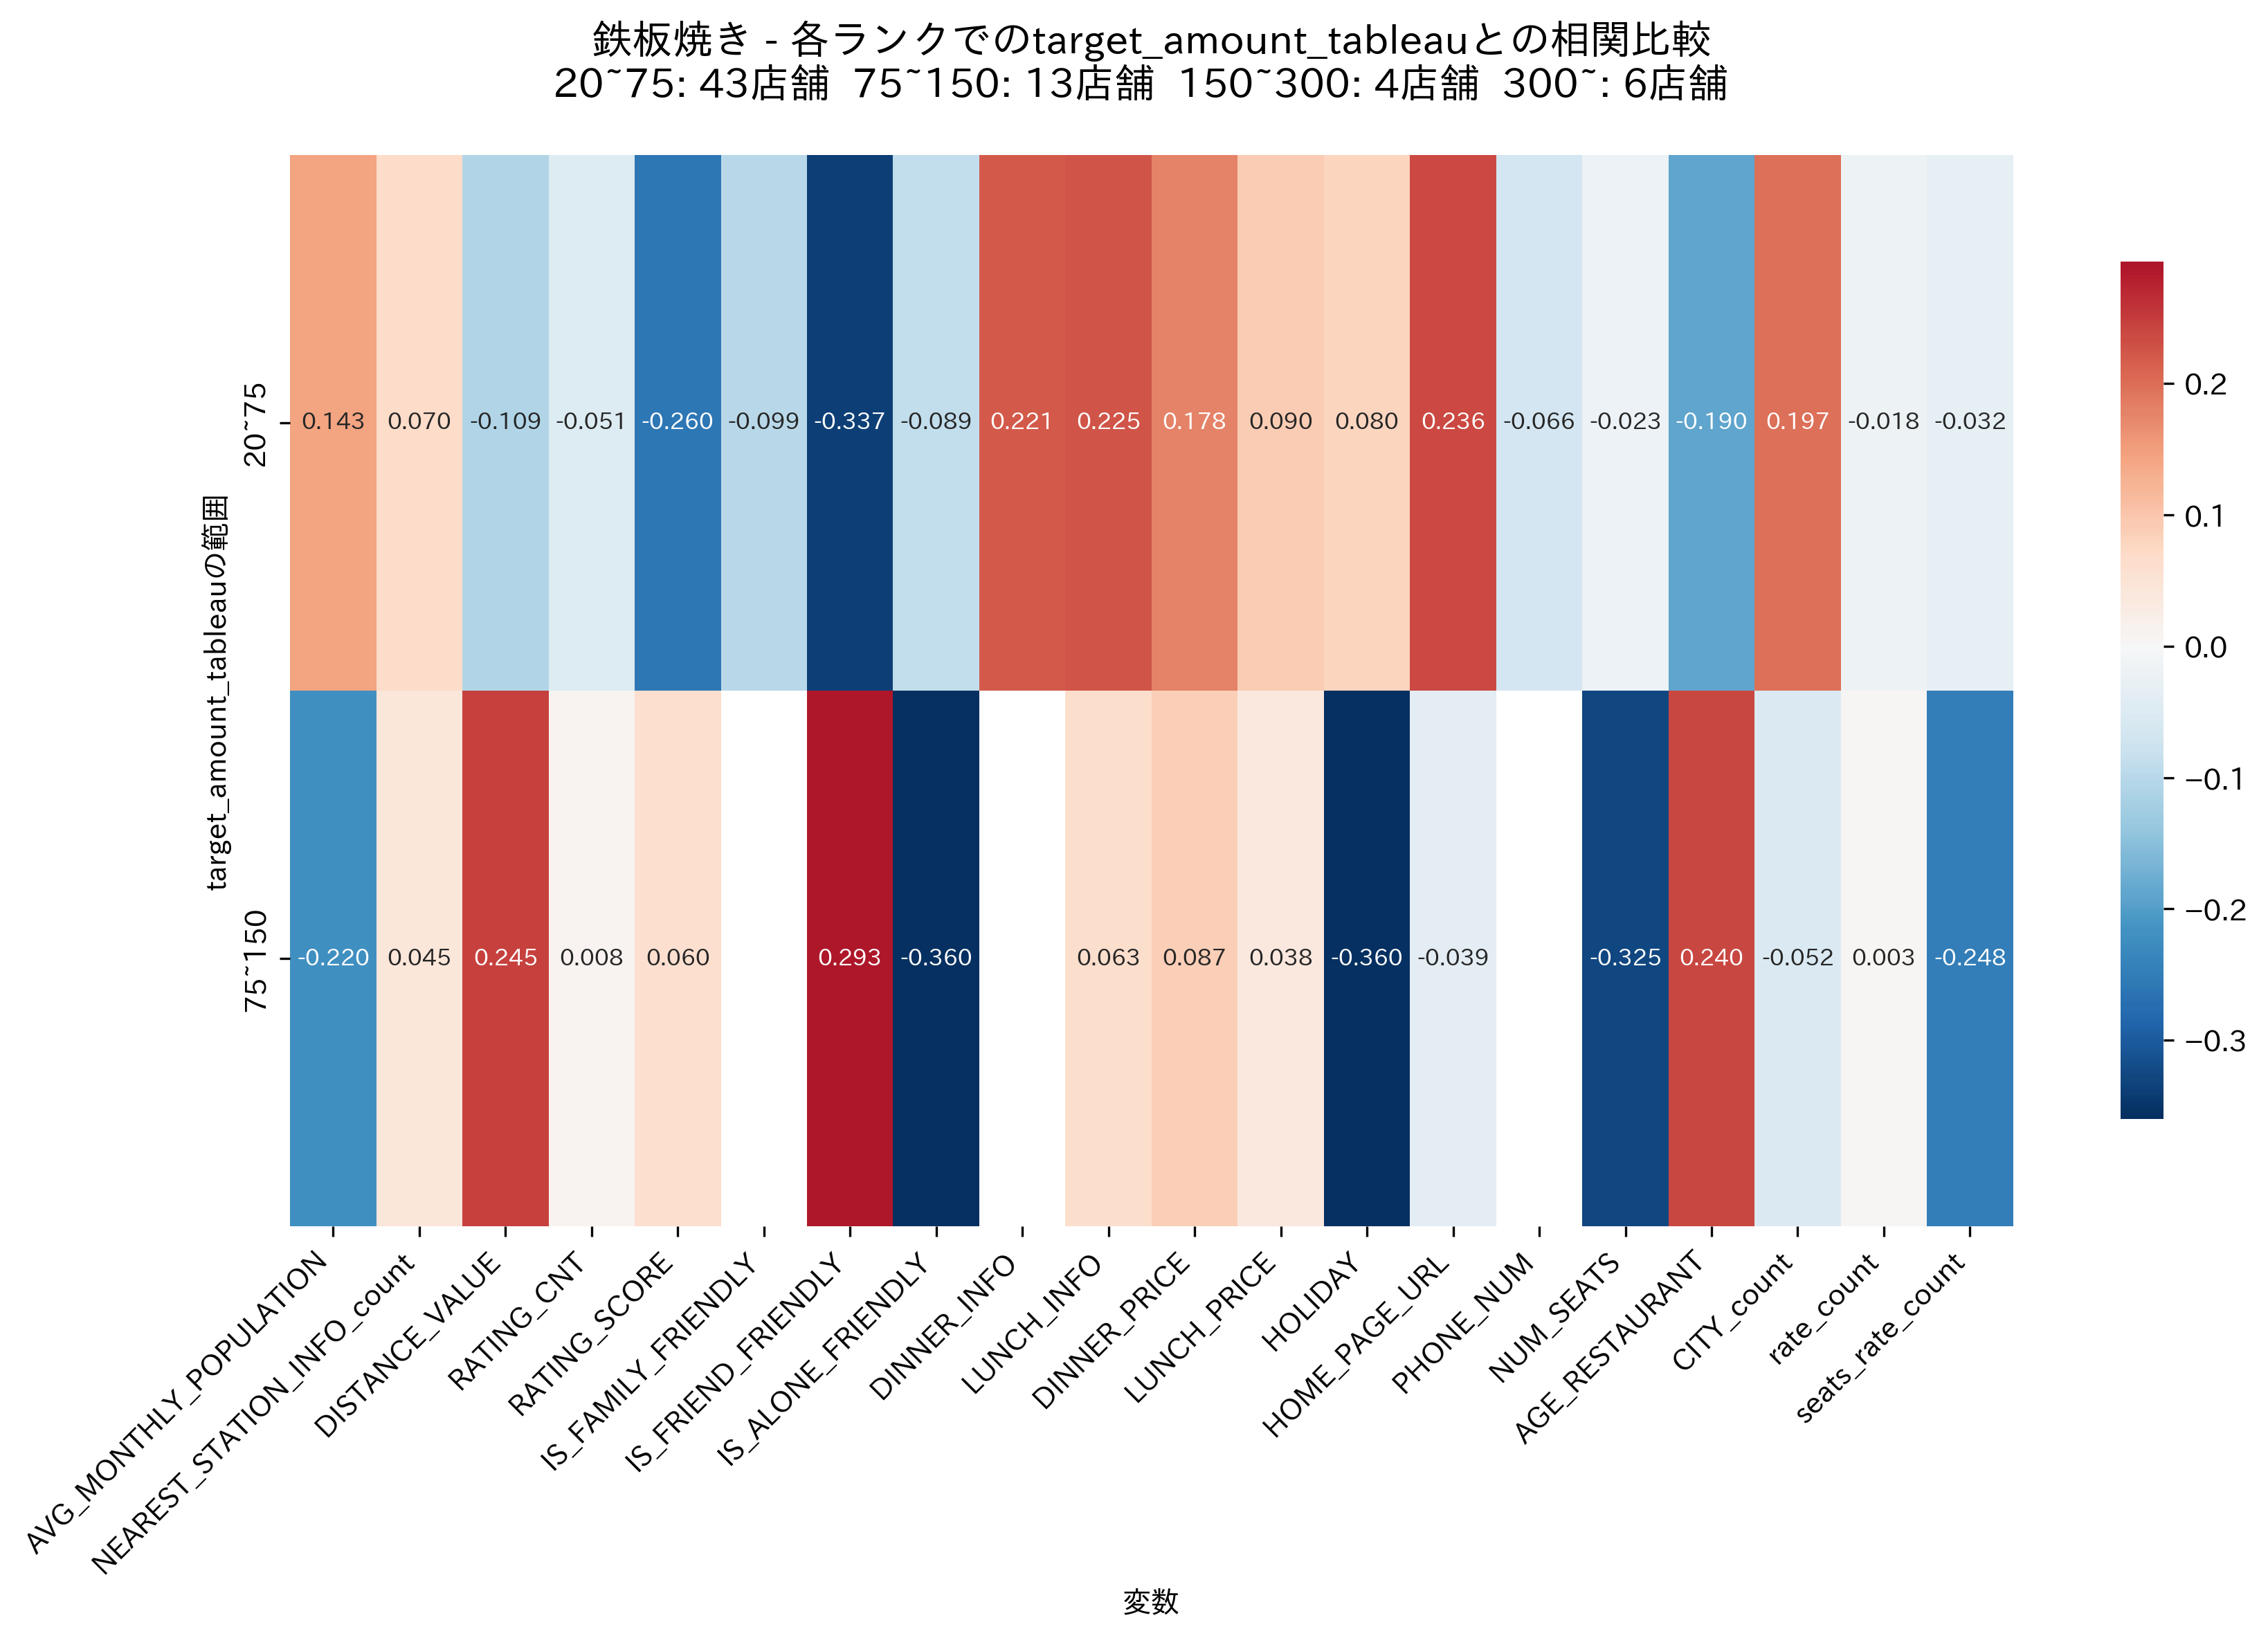 鉄板焼き - 各ランクでのtarget_amount_tableauとの相関比較
20~75: 43店舗  75~150: 13店舗  150~300: 4店舗  300~: 6店舗
target_amount_tableauの範囲
20~75
0.143 0.070 -0.109 -0.051 -0.260 -0.099 -0.337 -0.089 0.221 0.225 0.178 0.090 0.080 0.236 -0.066 -0.023 -0.190 0.197 -0.018 -0.032
75~150
-0.220 0.045 0.245 0.008 0.060 0.293 -0.360 0.063 0.087 0.038 -0.360 -0.039 -0.325 0.240 -0.052 0.003 -0.248
AVG_MONTHLY_POPULATION
NEAREST_STATION_INFO_count
DISTANCE_VALUE
RATING_CNT
RATING_SCORE
IS_FAMILY_FRIENDLY
IS_FRIEND_FRIENDLY
IS_ALONE_FRIENDLY
DINNER_INFO
LUNCH_INFO
DINNER_PRICE
LUNCH_PRICE
HOLIDAY
HOME_PAGE_URL
PHONE_NUM
NUM_SEATS
AGE_RESTAURANT
CITY_count
rate_count
seats_rate_count
変数
0.2
0.1
0.0
−0.1
−0.2
−0.3